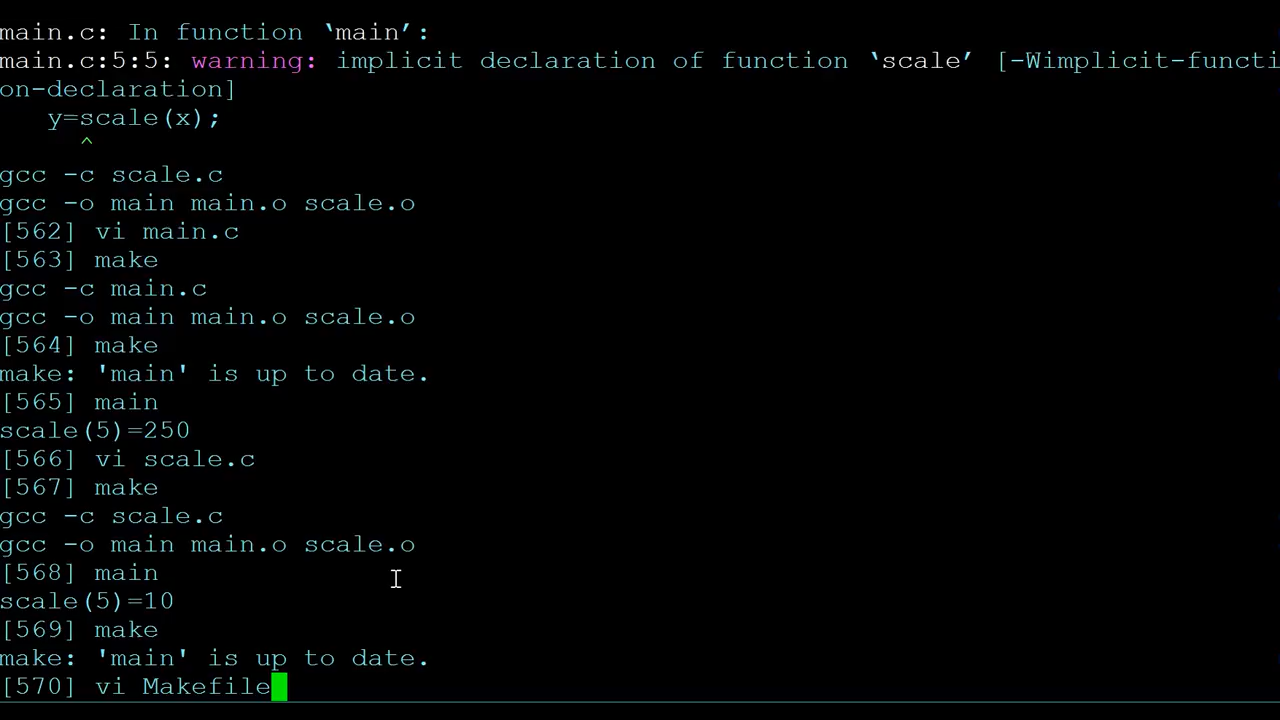 main.c: In function ‘main’:
main.c:5:5: warning: implicit declaration of function ‘scale’ [-Wimplicit-functi
on-declaration]
   y=scale(x);
     ^
gcc -c scale.c
gcc -o main main.o scale.o
[562] vi main.c
[563] make
gcc -c main.c
gcc -o main main.o scale.o
[564] make
make: 'main' is up to date.
[565] main
scale(5)=250
[566] vi scale.c
[567] make
gcc -c scale.c
gcc -o main main.o scale.o
[568] main
scale(5)=10
[569] make
make: 'main' is up to date.
[570] vi Makefile